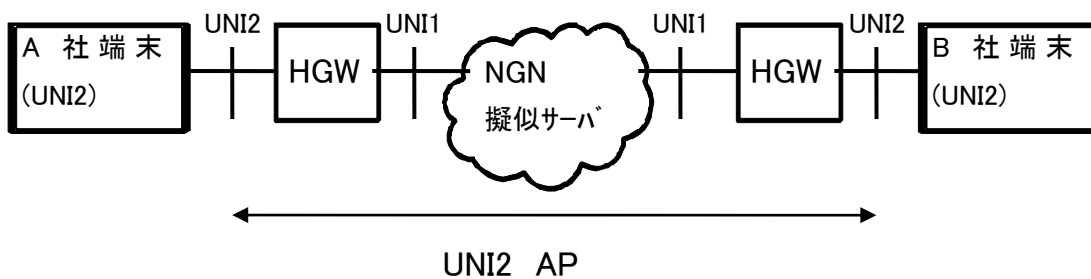 UNI2
UNI1
UNI1
UNI2
A 社 端 末
(UNI2)
HGW
NGN
擬似ｻｰﾊﾞ
HGW
B 社 端 末
(UNI2)
UNI2 AP